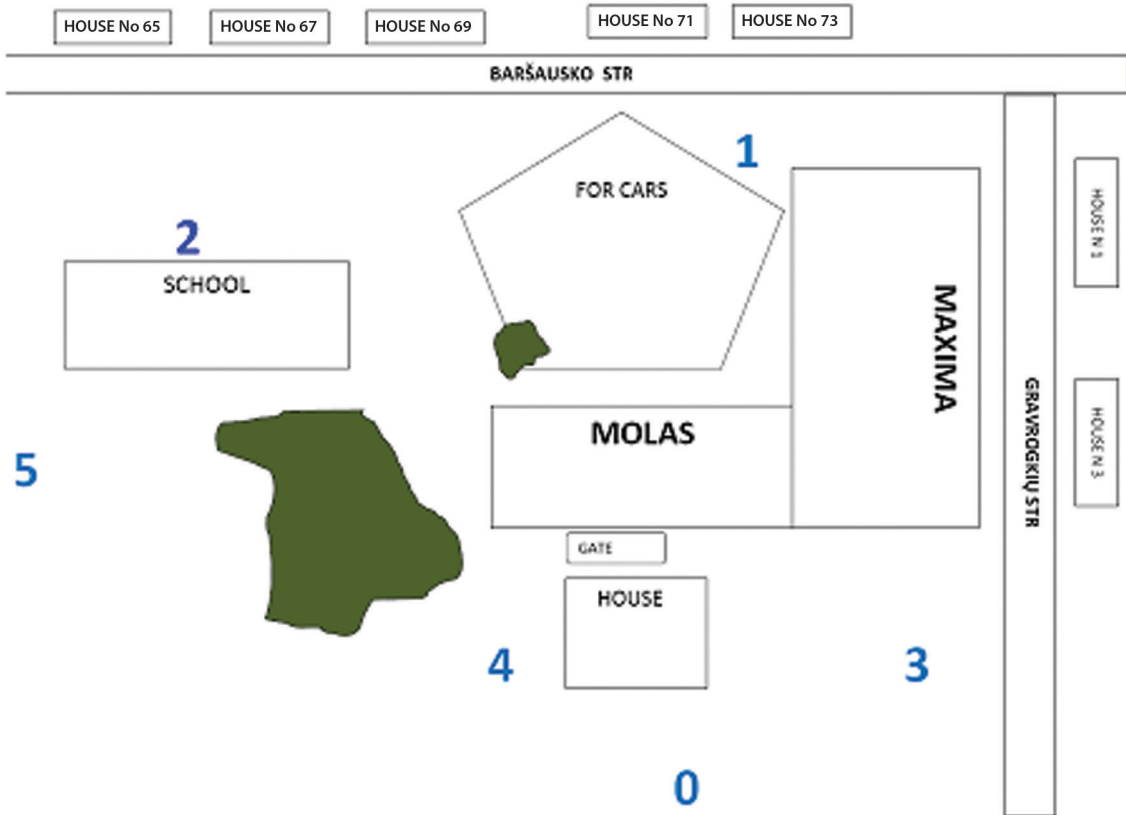 HOUSE No 65
HOUSE No 67
HOUSE No 69
HOUSE No 71
HOUSE No 73
BARŠAUSKO STR
1
FOR CARS
HOUSE N 1
2
SCHOOL
MAXIMA
GRAVROGKIŲ STR
HOUSE N 3
MOLAS
5
GATE
HOUSE
4
3
0